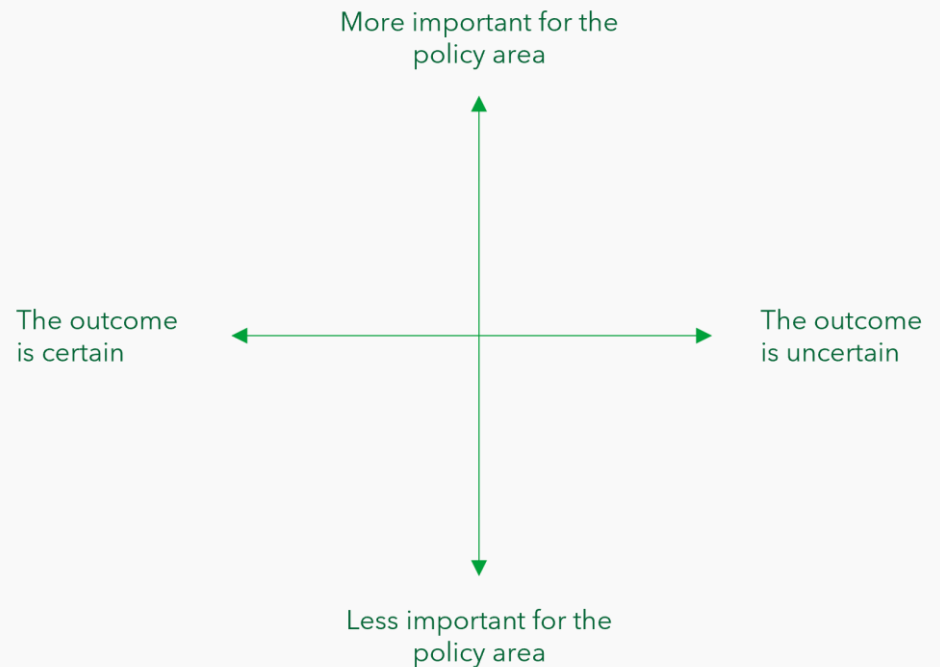 More important for the
policy area
The outcome
is certain
The outcome
is uncertain
Less important for the
policy area